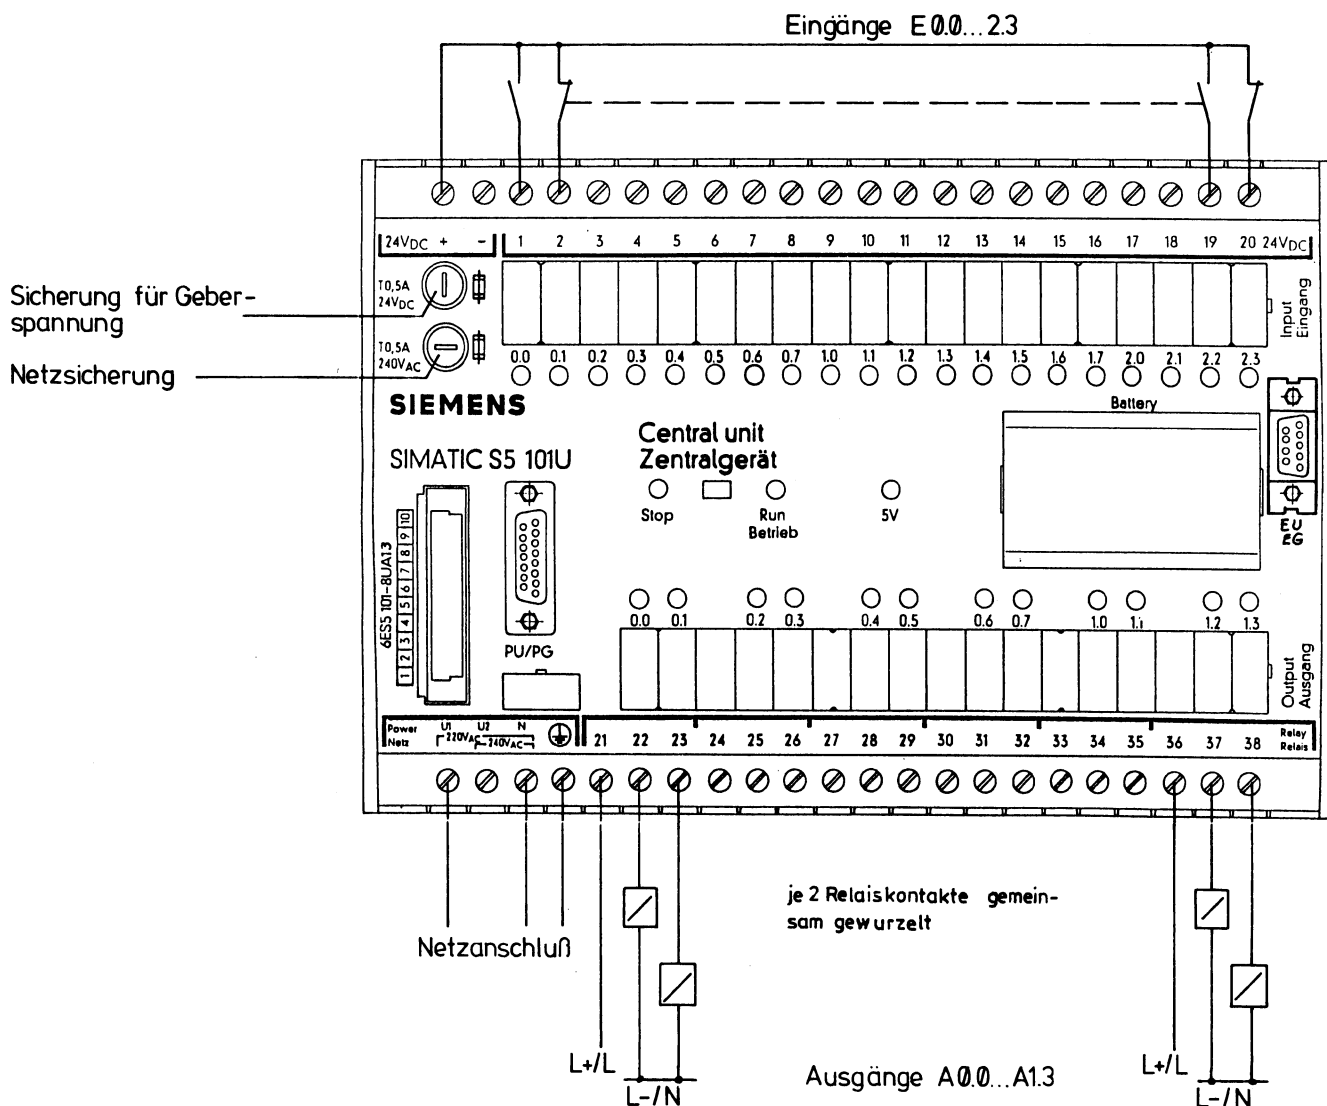 Eingänge E 0.0...2.3
24VDC + -
1 2 3 4 5 6 7 8 9 10 11 12 13 14 15 16 17 18 19 20 24VDC
T0,5A
24VDC
Sicherung für Geber-
spannung
Input
Eingang
T0,5A
240VAC
Netzsicherung
0.0 0.1 0.2 0.3 0.4 0.5 0.6 0.7 1.0 1.1 1.2 1.3 1.4 1.5 1.6 1.7 2.0 2.1 2.2 2.3
SIEMENS
Battery
Central unit
Zentralgerät
SIMATIC S5 101U
Stop
Run
Betrieb
5V
EU
EG
6ES5 101-8UA13
1 2 3 4 5 6 7 8 9 10
0.0 0.1 0.2 0.3 0.4 0.5 0.6 0.7 1.0 1.1 1.2 1.3
PU/PG
Output
Ausgang
Power
Netz
U1 U2 N
220VAC
240VAC
21 22 23 24 25 26 27 28 29 30 31 32 33 34 35 36 37 38
Relay
Relais
je 2 Relaiskontakte gemein-
sam gewurzelt
Netzanschluß
L+/L
L+/L
Ausgänge A 0.0...A1.3
L-/N
L-/N